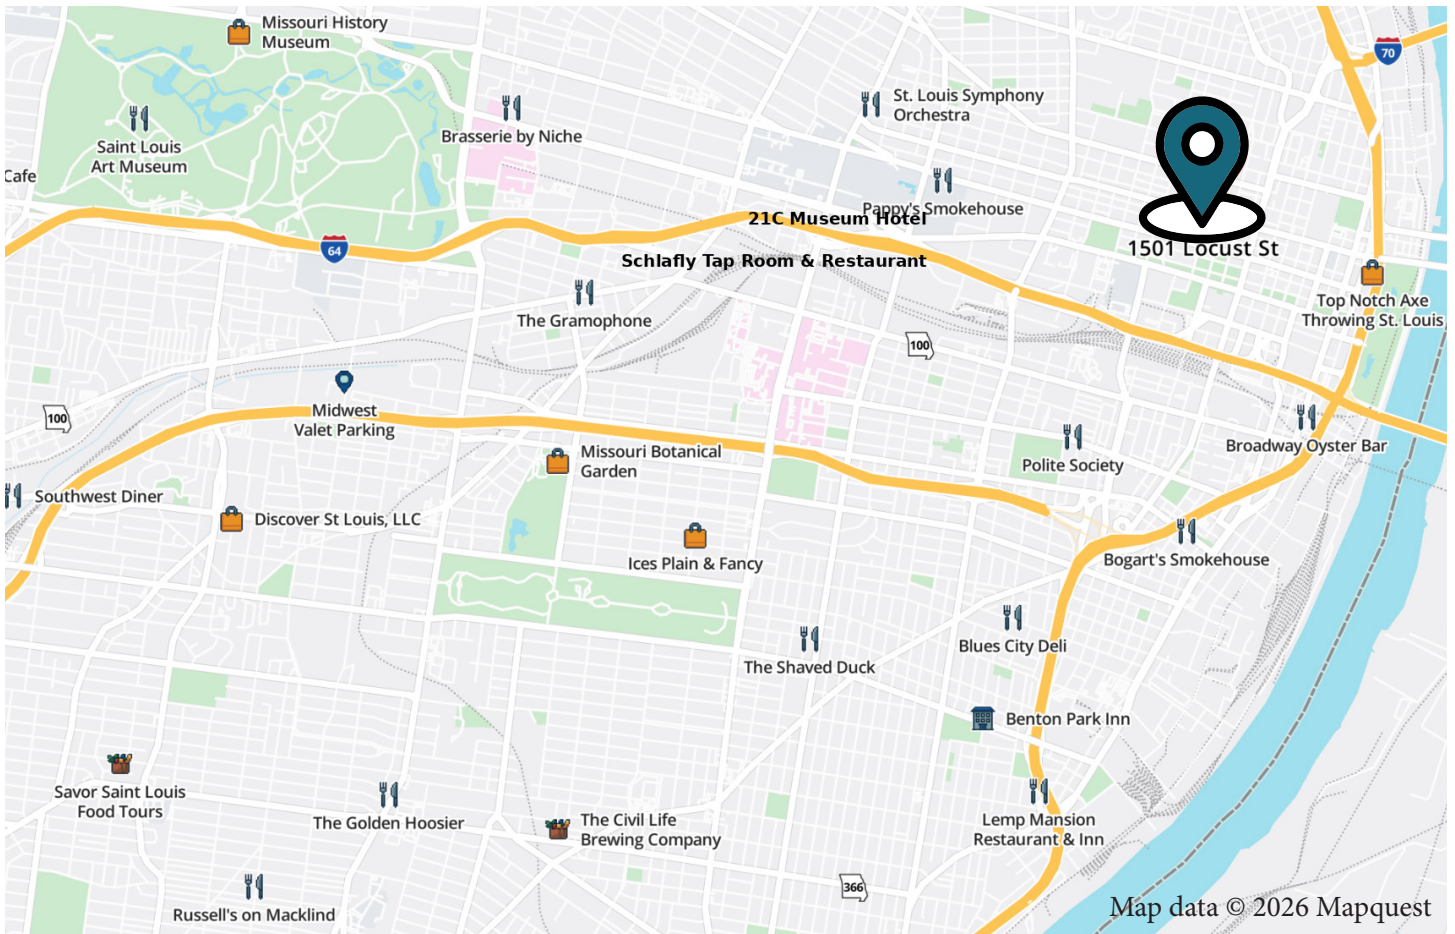 Missouri History
Museum
70
St. Louis Symphony
Orchestra
Brasserie by Niche
Saint Louis
Art Museum
Cafe
Pappy's Smokehouse
21C Museum Hotel
1501 Locust St
64
Schlafly Tap Room & Restaurant
Top Notch Axe
Throwing St. Louis
The Gramophone
100
Midwest
Valet Parking
100
Broadway Oyster Bar
Missouri Botanical
Garden
Polite Society
Southwest Diner
Discover St Louis, LLC
Ices Plain & Fancy
Bogart's Smokehouse
Blues City Deli
The Shaved Duck
Benton Park Inn
Savor Saint Louis
Food Tours
The Golden Hoosier
The Civil Life
Brewing Company
Lemp Mansion
Restaurant & Inn
366
Russell's on Macklind
Map data © 2026 Mapquest